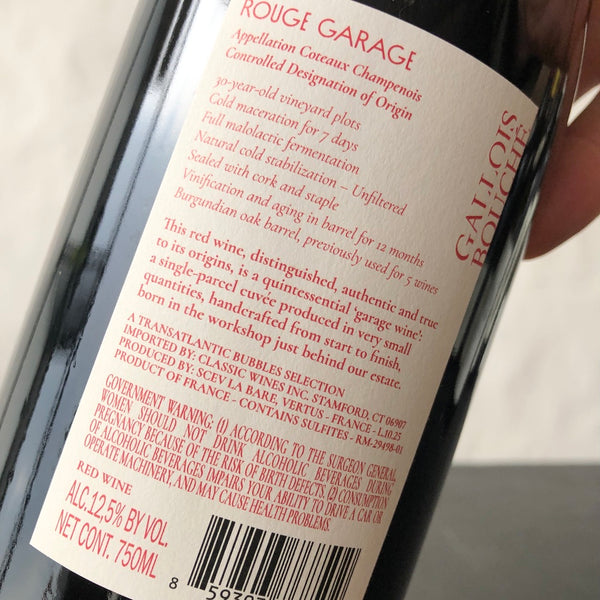 ROUGE GARAGE
Appellation Coteaux Champenois
Controlled Designation of Origin
30-year-old vineyard plots
Cold maceration for 7 days
Full malolactic fermentation
Natural cold stabilization – Unfiltered
Sealed with cork and staple
Vinification and aging in barrel for 12 months
Burgundian oak barrel, previously used for 5 wines
This red wine, distinguished, authentic and true
to its origins, is a quintessential 'garage wine':
a single-parcel cuvée produced in very small
quantities, handcrafted from start to finish,
born in the workshop just behind our estate.
A TRANSATLANTIC BUBBLES SELECTION
IMPORTED BY: CLASSIC WINES INC. STAMFORD, CT 06907
PRODUCED BY: SCEV LA BARE, VERTUS - FRANCE - L.10.25
PRODUCT OF FRANCE - CONTAINS SULFITES - RM-29498-01
GOVERNMENT WARNING: (1) ACCORDING TO THE SURGEON GENERAL,
WOMEN SHOULD NOT DRINK ALCOHOLIC BEVERAGES DURING
PREGNANCY BECAUSE OF THE RISK OF BIRTH DEFECTS. (2) CONSUMPTION
OF ALCOHOLIC BEVERAGES IMPAIRS YOUR ABILITY TO DRIVE A CAR OR
OPERATE MACHINERY, AND MAY CAUSE HEALTH PROBLEMS.
RED WINE
ALC.12,5% BY VOL.
NET CONT. 750ML
GALLOIS
BOUCHÉ